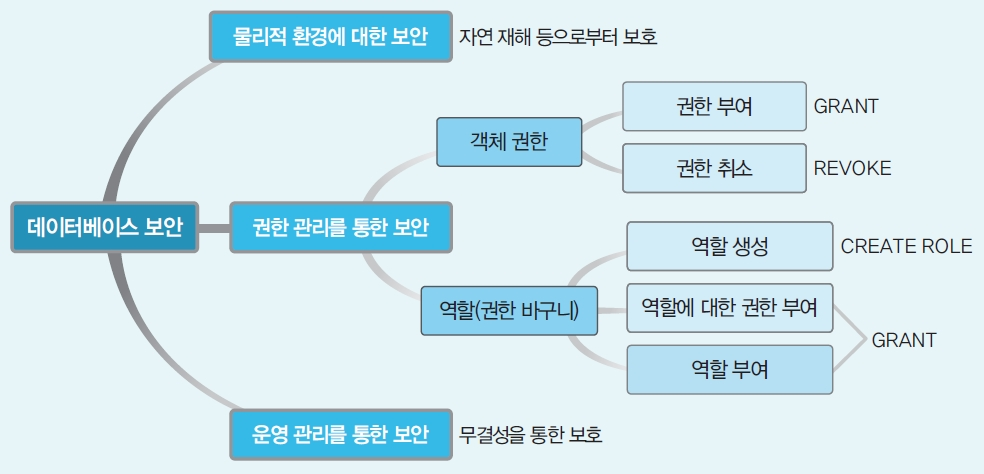 물리적 환경에 대한 보안
자연 재해 등으로부터 보호
권한 부여
GRANT
객체 권한
권한 취소
REVOKE
데이터베이스 보안
권한 관리를 통한 보안
역할 생성
CREATE ROLE
역할(권한 바구니)
역할에 대한 권한 부여
GRANT
역할 부여
운영 관리를 통한 보안
무결성을 통한 보호